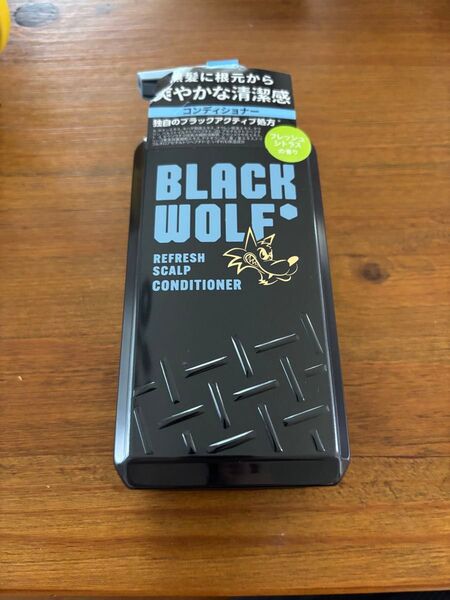 黒髪に根元から
爽やかな清潔感
コンディショナー
独自のブラックアクティブ処方
フレッシュ
シトラス
の香り
BLACK
WOLF
REFRESH
SCALP
CONDITIONER